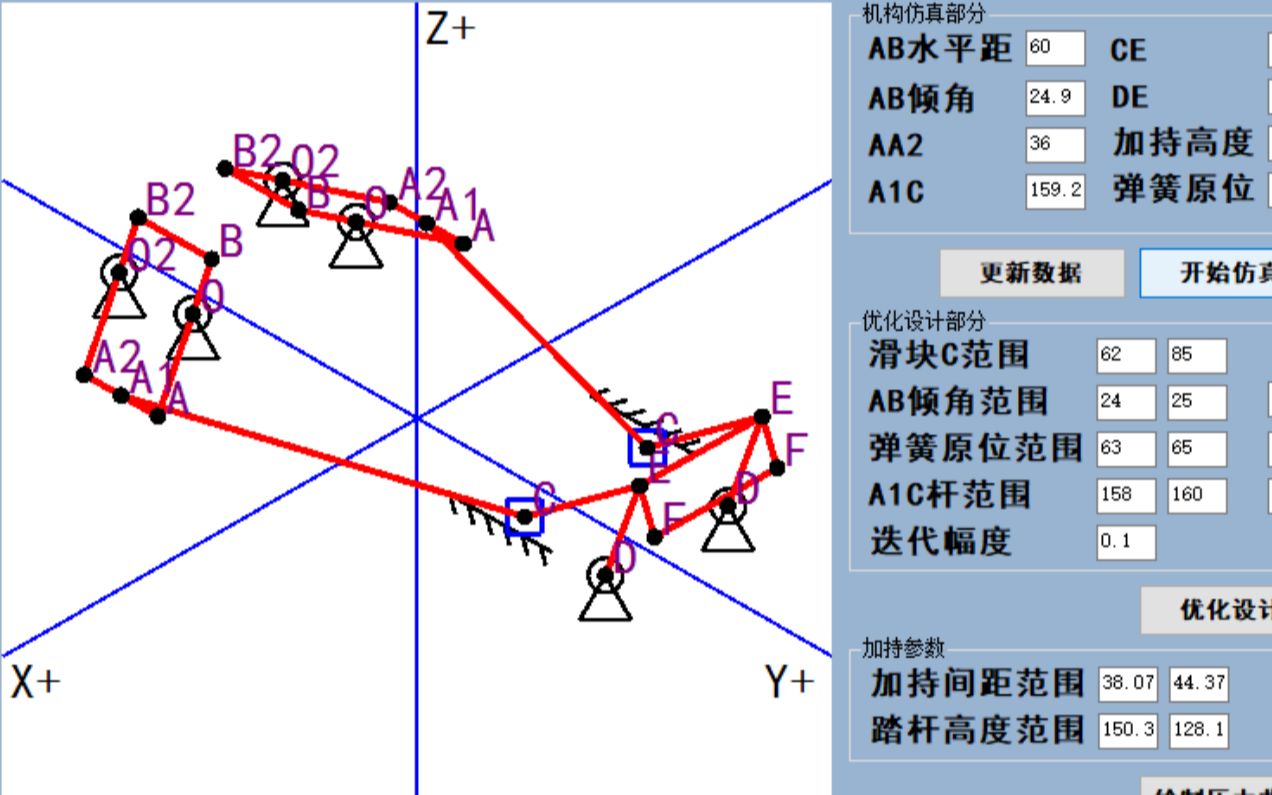 Z+
B2 O2
B O A2
A1 A
B2
B
O2
O
A2
A1
A
E
C
E
F
D
C
F
D
X+
Y+
机构仿真部分
AB水平距 60 CE
AB倾角 24.9 DE
AA2 36 加持高度
A1C 159.2 弹簧原位
更新数据 开始仿真
优化设计部分
滑块C范围 62 85
AB倾角范围 24 25
弹簧原位范围 63 65
A1C杆范围 158 160
迭代幅度 0.1
优化设计
加持参数
加持间距范围 38.07 44.37
踏杆高度范围 150.3 128.1